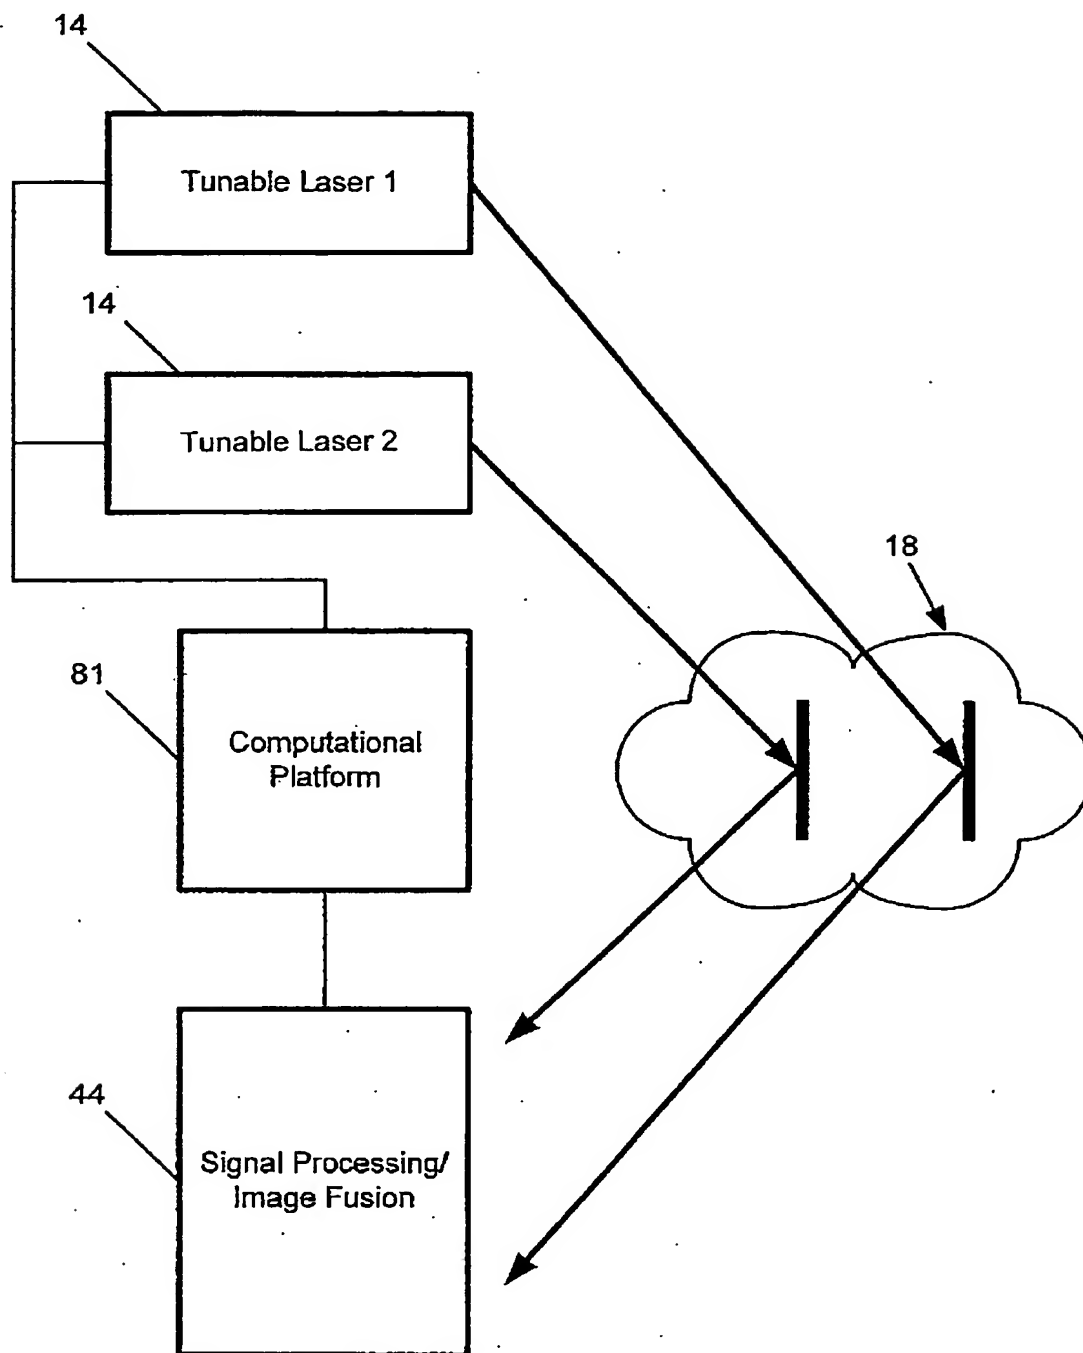 14
Tunable Laser 1
14
Tunable Laser 2
18
81
Computational
Platform
44
Signal Processing/
Image Fusion